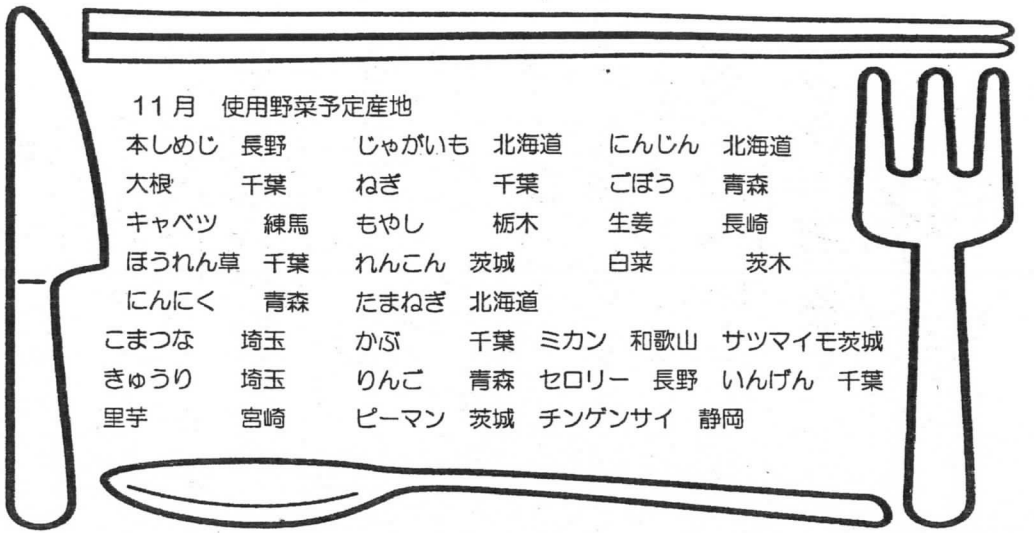 11月 使用野菜予定産地
本しめじ 長野 じゃがいも 北海道 にんじん 北海道
大根 千葉 ねぎ 千葉 ごぼう 青森
キャベツ 練馬 もやし 栃木 生姜 長崎
ほうれん草 千葉 れんこん 茨城 白菜 茨木
にんにく 青森 たまねぎ 北海道
こまつな 埼玉 かぶ 千葉 ミカン 和歌山 サツマイモ茨城
きゅうり 埼玉 りんご 青森 セロリー 長野 いんげん 千葉
里芋 宮崎 ピーマン 茨城 チンゲンサイ 静岡